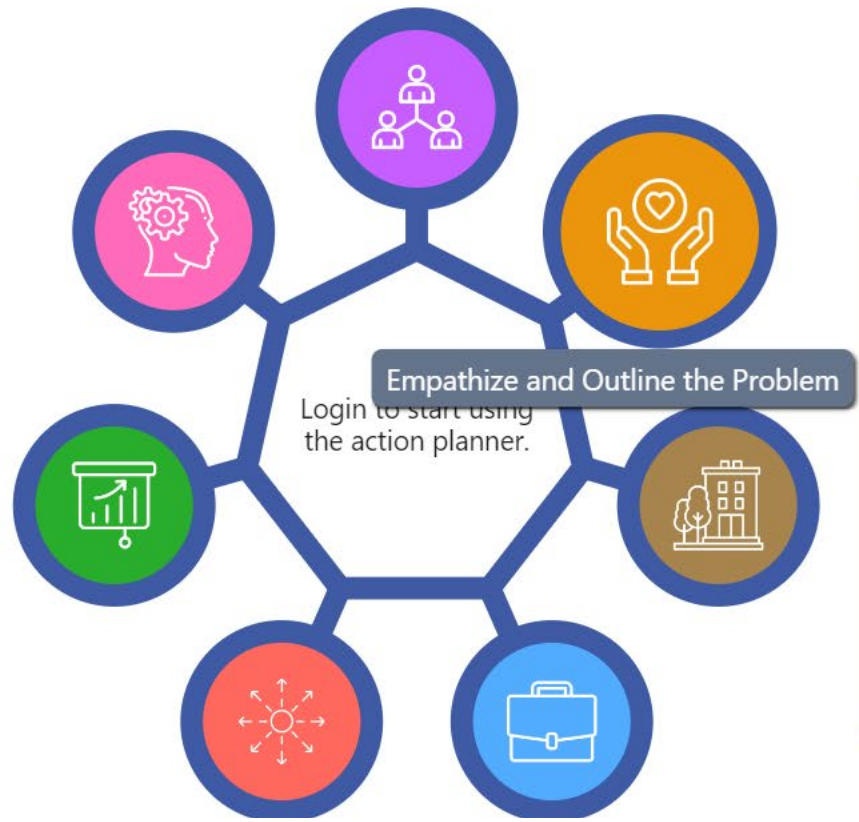 Empathize and Outline the Problem
Login to start using
the action planner.